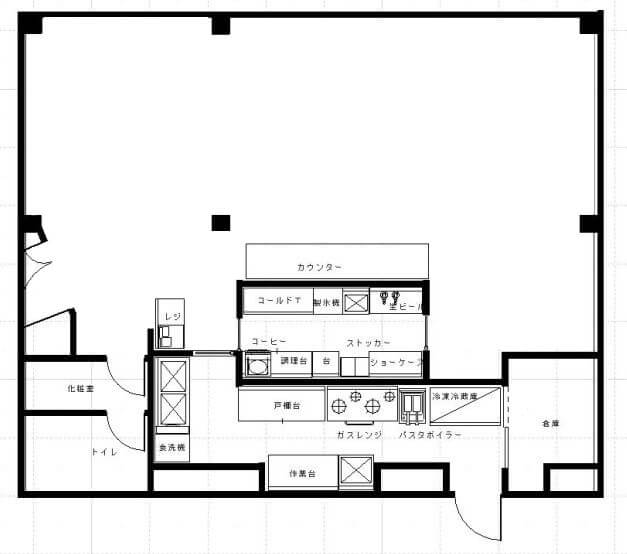 カウンター
コールドT
製氷機
生ビール
レジ
コーヒー
ストッカー
調理台
台
ショーケース
化粧室
戸棚台
冷凍冷蔵庫
倉庫
ガスレンジ
パスタボイラー
食洗機
トイレ
作業台